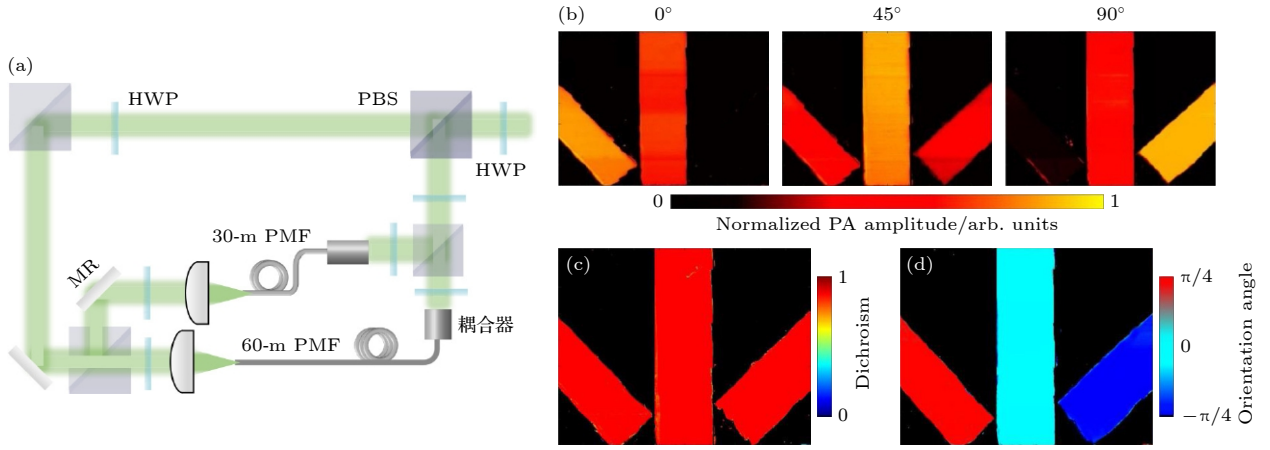 (a)
HWP
PBS
HWP
30-m PMF
MR
耦合器
60-m PMF
(b)
0°
45°
90°
0
1
Normalized PA amplitude/arb. units
(c)
1
Dichroism
0
(d)
π/4
0
-π/4
Orientation angle